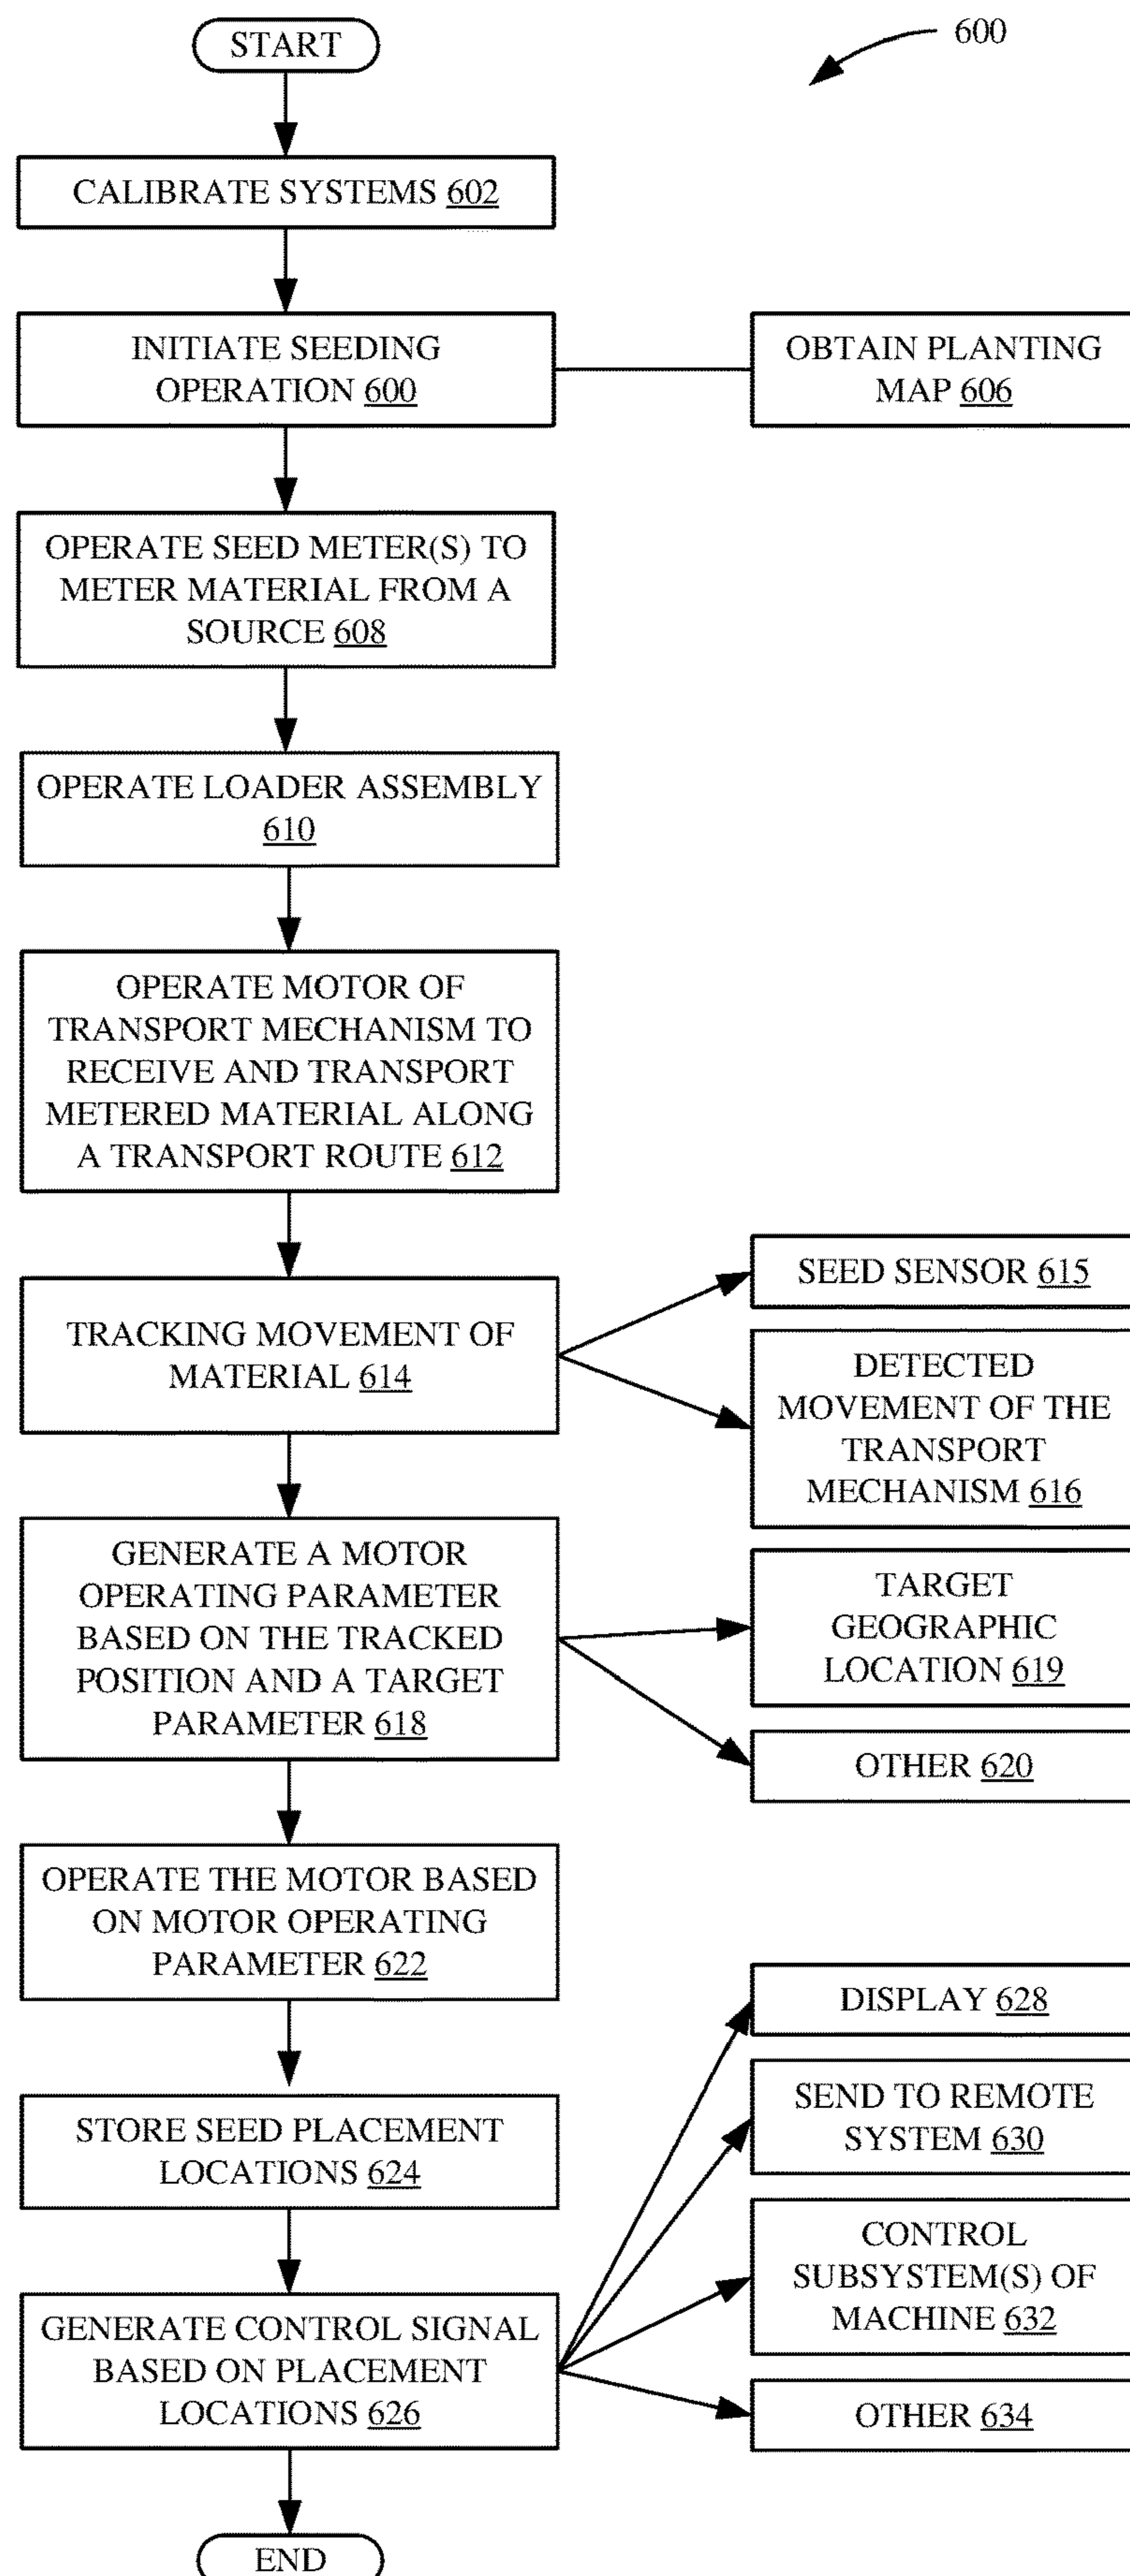 START
600
CALIBRATE SYSTEMS 602
INITIATE SEEDING
OPERATION 600
OBTAIN PLANTING
MAP 606
OPERATE SEED METER(S) TO
METER MATERIAL FROM A
SOURCE 608
OPERATE LOADER ASSEMBLY
610
OPERATE MOTOR OF
TRANSPORT MECHANISM TO
RECEIVE AND TRANSPORT
METERED MATERIAL ALONG
A TRANSPORT ROUTE 612
TRACKING MOVEMENT OF
MATERIAL 614
SEED SENSOR 615
DETECTED
MOVEMENT OF THE
TRANSPORT
MECHANISM 616
GENERATE A MOTOR
OPERATING PARAMETER
BASED ON THE TRACKED
POSITION AND A TARGET
PARAMETER 618
TARGET
GEOGRAPHIC
LOCATION 619
OTHER 620
OPERATE THE MOTOR BASED
ON MOTOR OPERATING
PARAMETER 622
STORE SEED PLACEMENT
LOCATIONS 624
GENERATE CONTROL SIGNAL
BASED ON PLACEMENT
LOCATIONS 626
DISPLAY 628
SEND TO REMOTE
SYSTEM 630
CONTROL
SUBSYSTEM(S) OF
MACHINE 632
OTHER 634
END